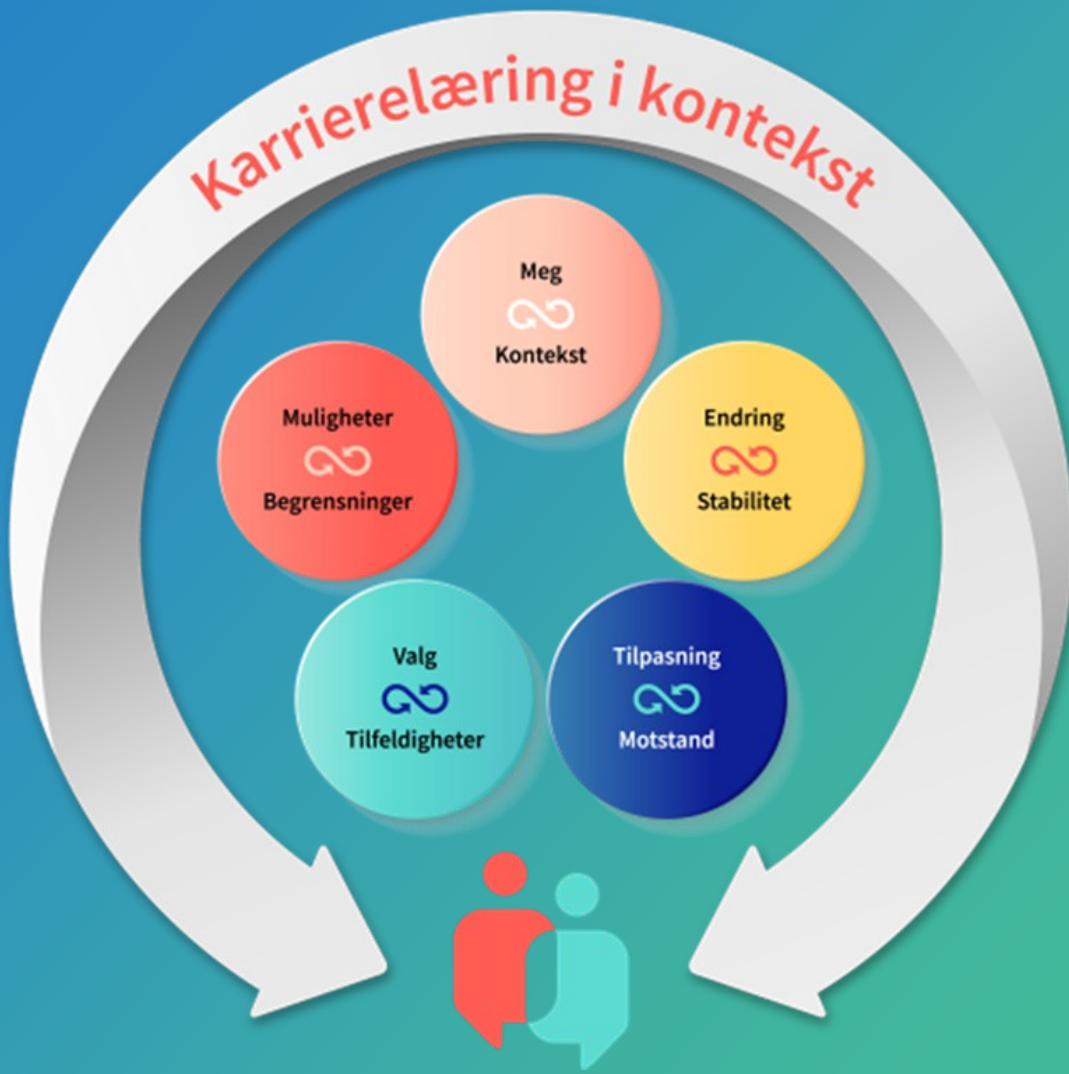 Karrierelæring i kontekst
Meg
Kontekst
Muligheter
Begrensninger
Endring
Stabilitet
Valg
Tilfeldigheter
Tilpasning
Motstand